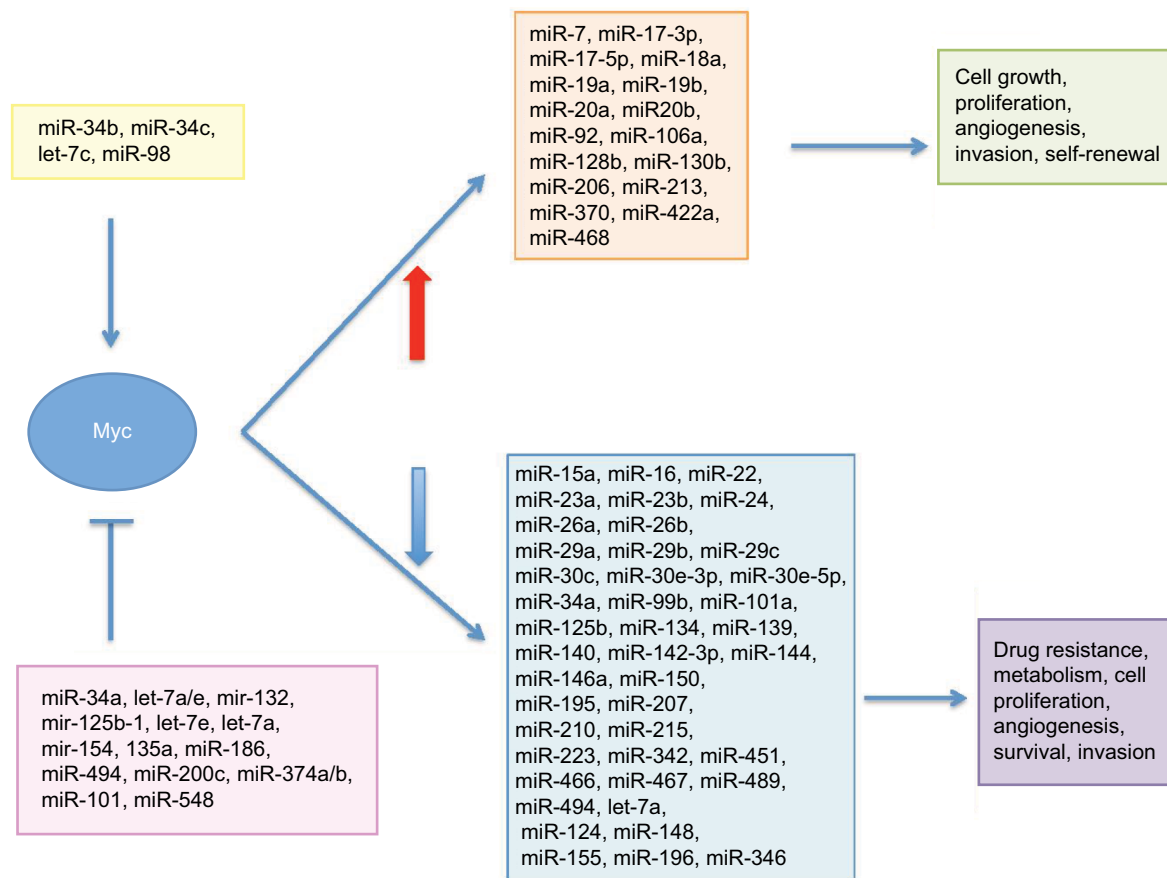 miR-34b, miR-34c,
let-7c, miR-98
Myc
miR-34a, let-7a/e, mir-132,
mir-125b-1, let-7e, let-7a,
mir-154, 135a, miR-186,
miR-494, miR-200c, miR-374a/b,
miR-101, miR-548
miR-7, miR-17-3p,
miR-17-5p, miR-18a,
miR-19a, miR-19b,
miR-20a, miR20b,
miR-92, miR-106a,
miR-128b, miR-130b,
miR-206, miR-213,
miR-370, miR-422a,
miR-468
Cell growth,
proliferation,
angiogenesis,
invasion, self-renewal
miR-15a, miR-16, miR-22,
miR-23a, miR-23b, miR-24,
miR-26a, miR-26b,
miR-29a, miR-29b, miR-29c
miR-30c, miR-30e-3p, miR-30e-5p,
miR-34a, miR-99b, miR-101a,
miR-125b, miR-134, miR-139,
miR-140, miR-142-3p, miR-144,
miR-146a, miR-150,
miR-195, miR-207,
miR-210, miR-215,
miR-223, miR-342, miR-451,
miR-466, miR-467, miR-489,
miR-494, let-7a,
miR-124, miR-148,
miR-155, miR-196, miR-346
Drug resistance,
metabolism, cell
proliferation,
angiogenesis,
survival, invasion